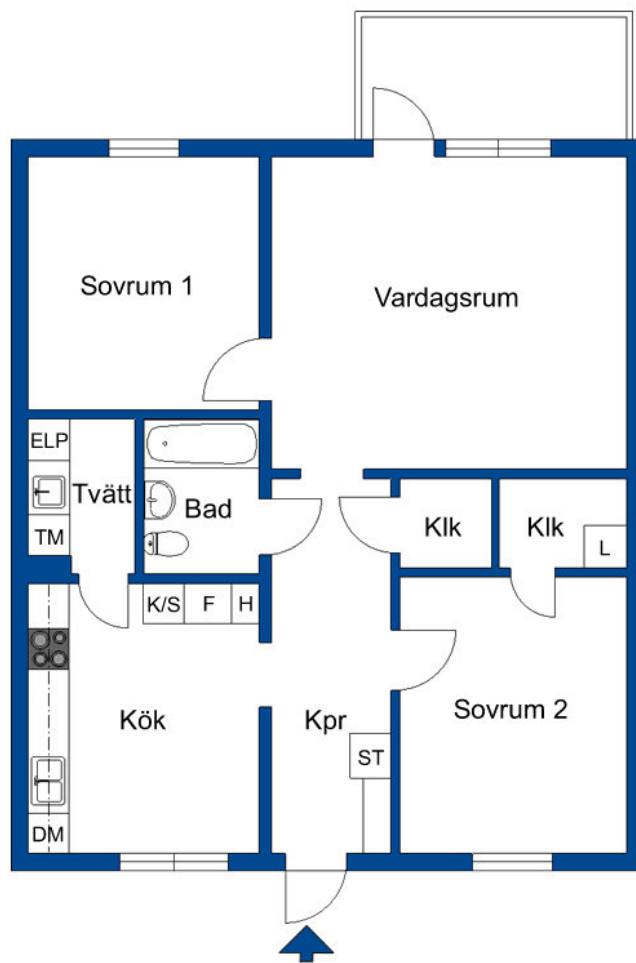 Sovrum 1
Vardagsrum
ELP
Tvätt
TM
Bad
Klk
Klk
L
K/S
F
H
Kök
Kpr
Sovrum 2
ST
DM